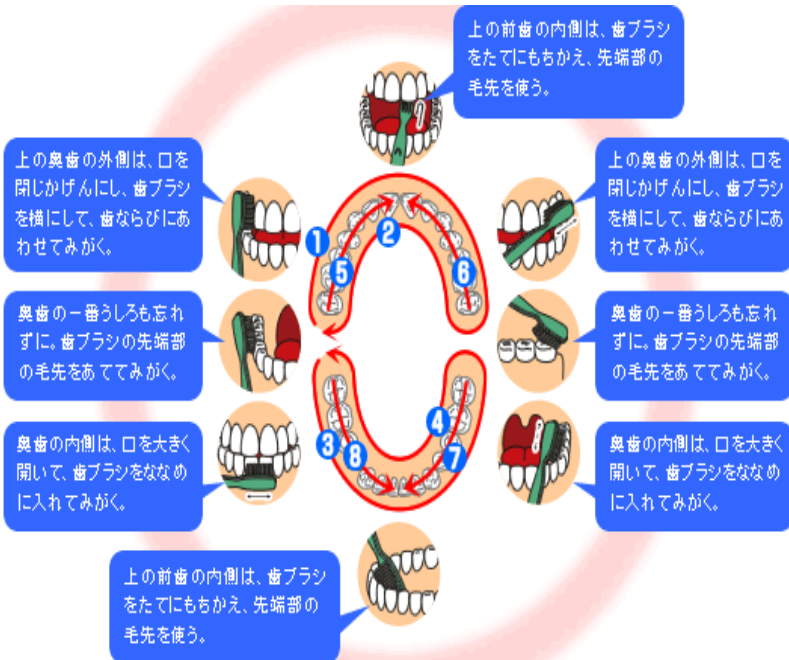 上の前歯の内側は、歯ブラシ
をたてにもちかえ、先端部の
毛先を使う。
上の奥歯の外側は、口を
閉じかげんにし、歯ブラシ
を横にして、歯ならびにあ
わせてみがく。
上の奥歯の外側は、口を
閉じかげんにし、歯ブラシ
を横にして、歯ならびにあ
わせてみがく。
1
2
5
6
奥歯の一番うしろも忘れ
ずに。歯ブラシの先端部
の毛先をあててみがく。
奥歯の一番うしろも忘れ
ずに。歯ブラシの先端部
の毛先をあててみがく。
奥歯の内側は、口を大きく
開いて、歯ブラシをななめ
に入れてみがく。
3
4
8
7
奥歯の内側は、口を大きく
開いて、歯ブラシをななめ
に入れてみがく。
上の前歯の内側は、歯ブラシ
をたてにもちかえ、先端部の
毛先を使う。